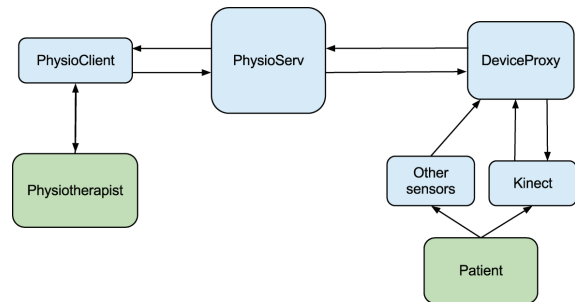 PhysioClient
PhysioServ
DeviceProxy
Physiotherapist
Other
sensors
Kinect
Patient